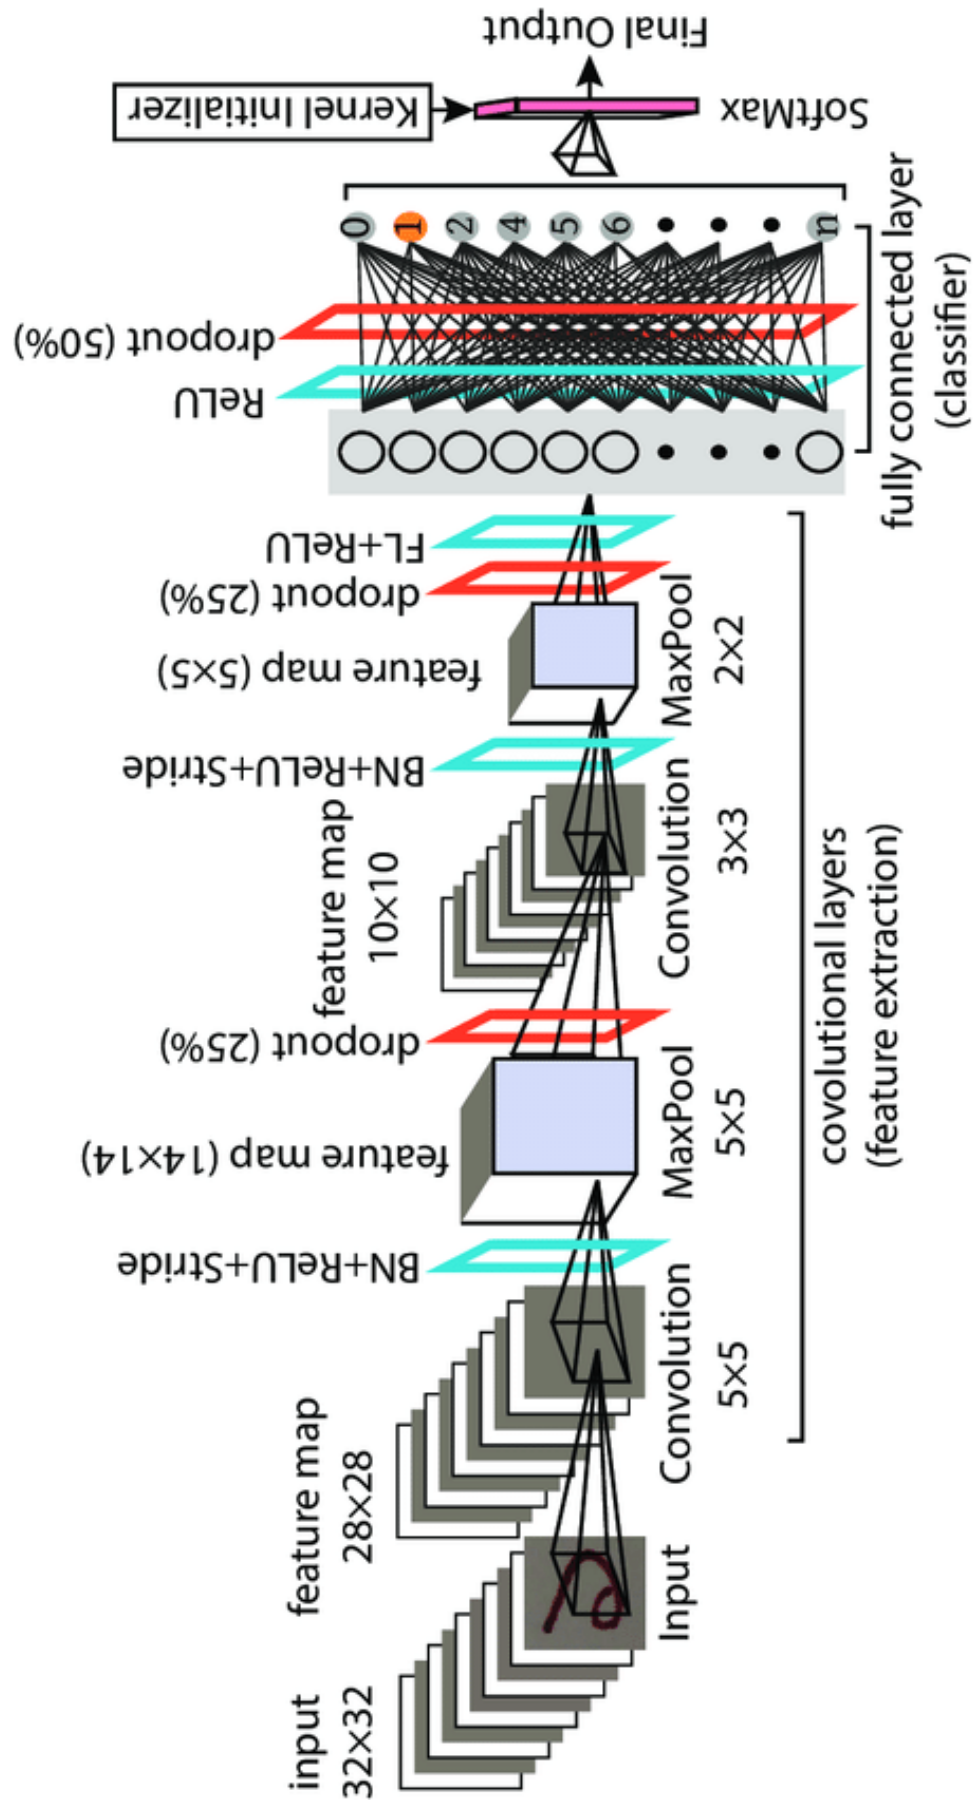 input
32×32
Input
feature map
28×28
Convolution
5×5
BN+ReLU+Stride
feature map (14×14)
MaxPool
5×5
dropout (25%)
feature map
10×10
Convolution
3×3
BN+ReLU+Stride
feature map (5×5)
MaxPool
2×2
dropout (25%)
FL+ReLU
covolutional layers
(feature extraction)
ReLU
dropout (50%)
0
1
2
4
5
6
n
fully connected layer
(classifier)
Kernel Initializer
SoftMax
Final Output